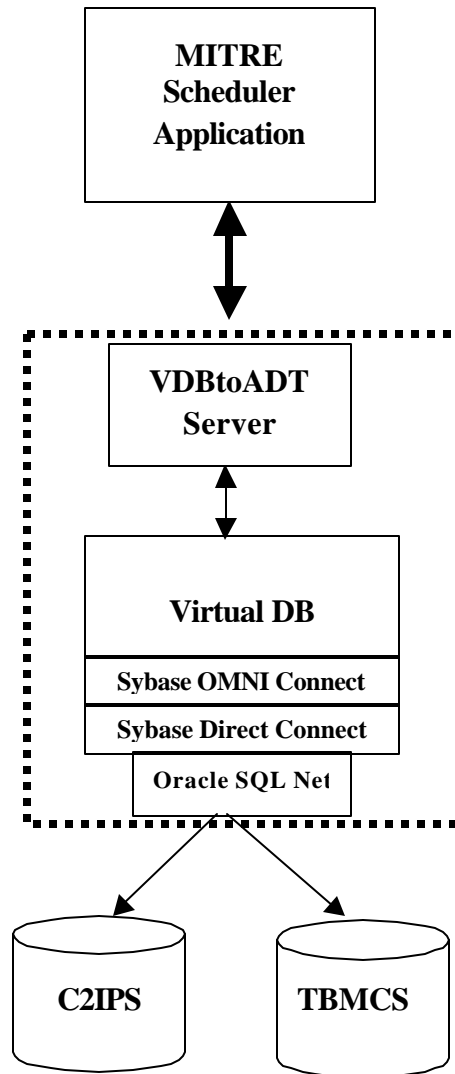 MITRE
Scheduler
Application
VDBtoADT
Server
Virtual DB
Sybase OMNI Connect
Sybase Direct Connect
Oracle SQL Net
C2IPS
TBMCS